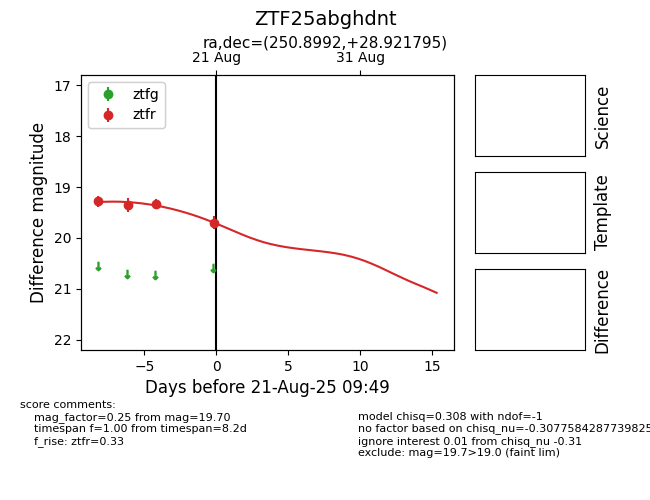 ZTF25abghdnt
ra,dec=(250.8992,+28.921795)
21 Aug
31 Aug
ztfg
ztfr
17
18
19
20
21
22
Difference magnitude
−5
0
5
10
15
Days before 21-Aug-25 09:49
Science
Template
Difference
score comments:
mag_factor=0.25 from mag=19.70
timespan f=1.00 from timespan=8.2d
f_rise: ztfr=0.33
model chisq=0.308 with ndof=-1
no factor based on chisq_nu=-0.3077584287739825
ignore interest 0.01 from chisq_nu -0.31
exclude: mag=19.7>19.0 (faint lim)